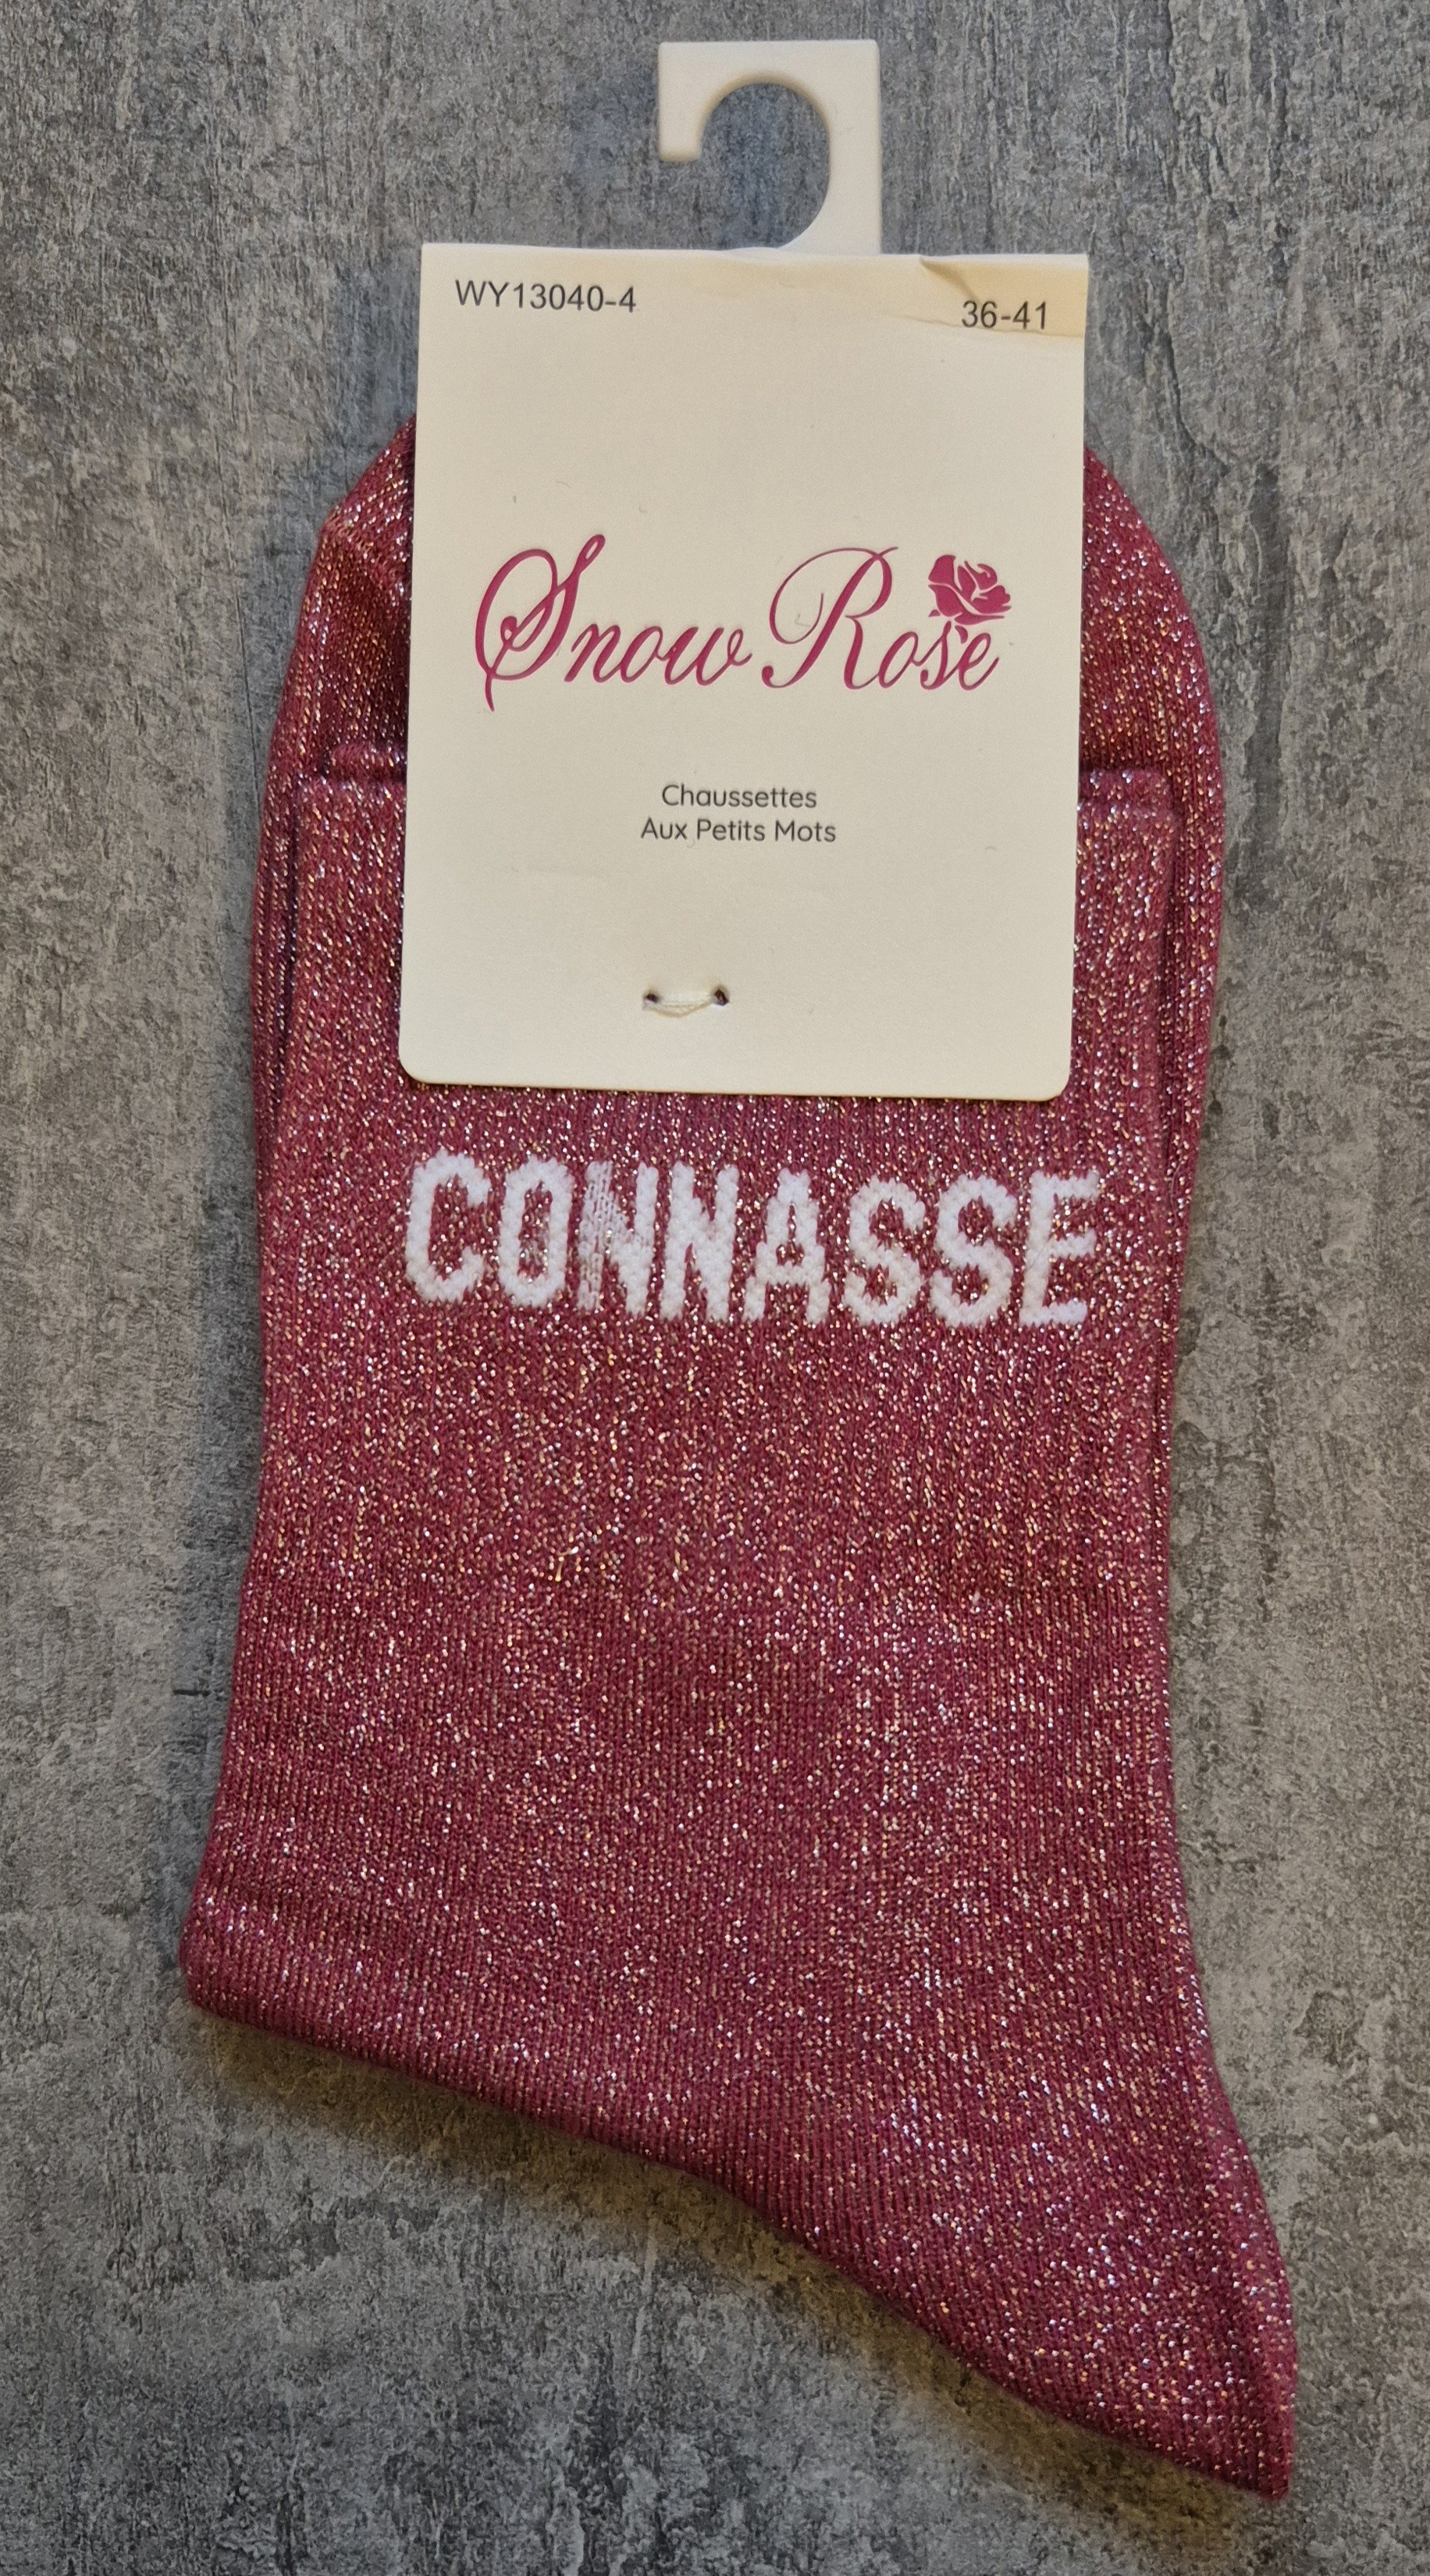 WY13040-4 36-41
Snow Rose
Chaussettes
Aux Petits Mots
CONNASSE